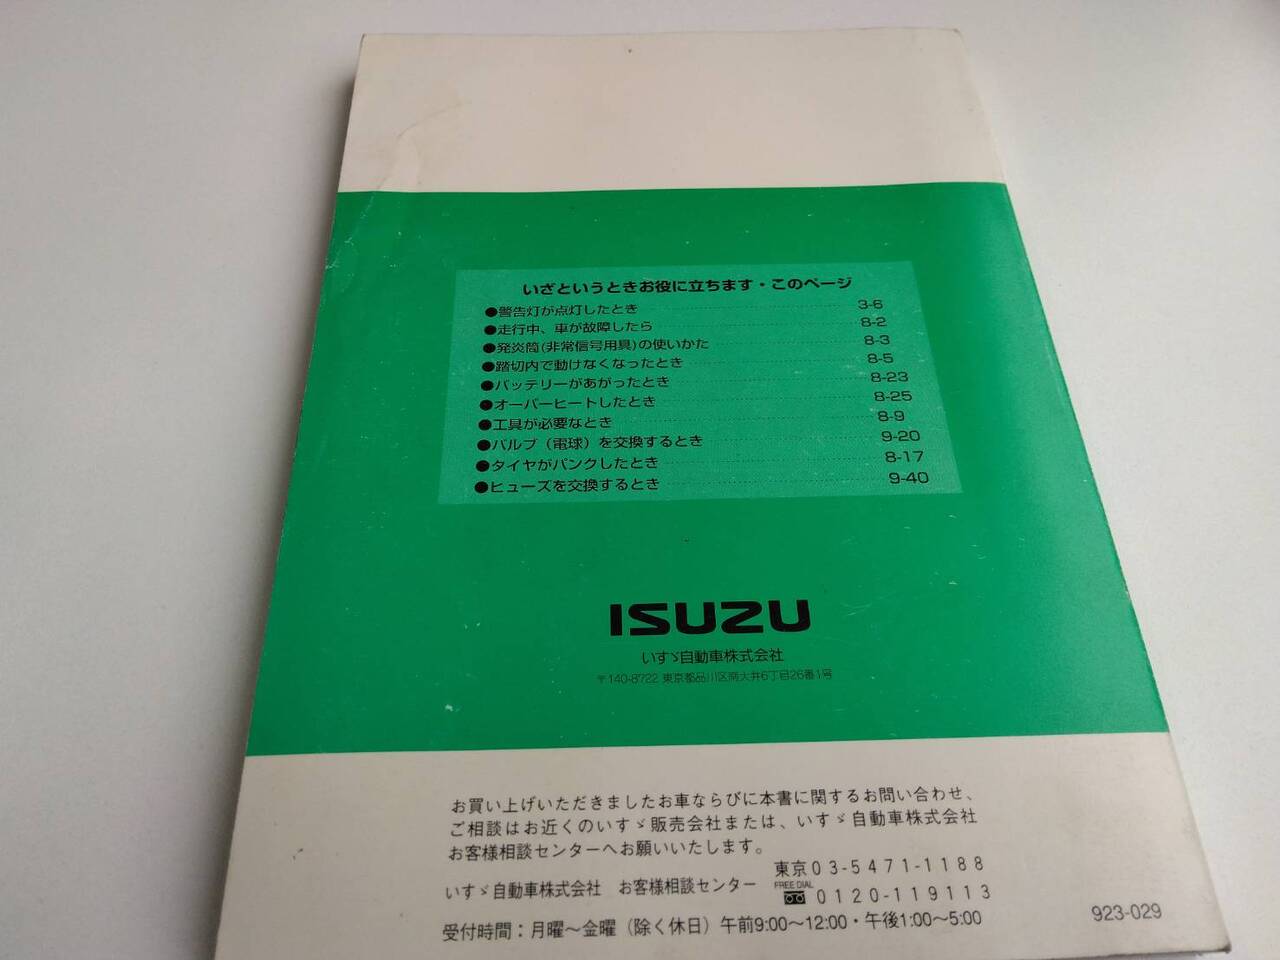 いざというときお役に立ちます・このページ
●警告灯が点灯したとき 3-6
●走行中、車が故障したら 8-2
●発炎筒(非常信号用具)の使いかた 8-3
●踏切内で動けなくなったとき 8-5
●バッテリーがあがったとき 8-23
●オーバーヒートしたとき 8-25
●工具が必要なとき 8-9
●バルブ（電球）を交換するとき 9-20
●タイヤがパンクしたとき 8-17
●ヒューズを交換するとき 9-40
ISUZU
いすゞ自動車株式会社
〒140-8722 東京都品川区南大井6丁目26番1号
お買い上げいただきましたお車ならびに本書に関するお問い合わせ、
ご相談はお近くのいすゞ販売会社または、いすゞ自動車株式会社
お客様相談センターへお願いいたします。
東京03-5471-1188
いすゞ自動車株式会社 お客様相談センター
FREE DIAL
0120-119113
受付時間：月曜～金曜（除く休日）午前9:00～12:00・午後1:00～5:00
923-029